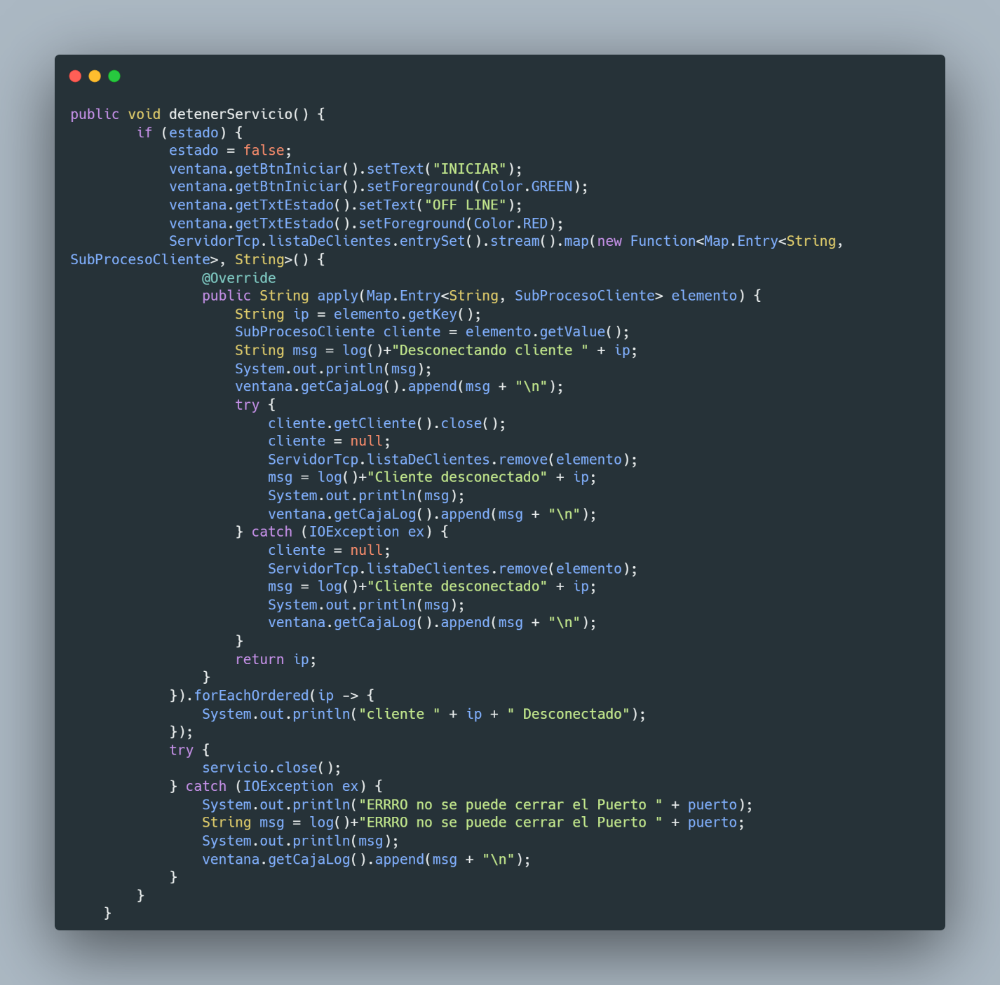 public void detenerServicio() {
        if (estado) {
            estado = false;
            ventana.getBtnIniciar().setText("INICIAR");
            ventana.getBtnIniciar().setForeground(Color.GREEN);
            ventana.getTxtEstado().setText("OFF LINE");
            ventana.getTxtEstado().setForeground(Color.RED);
            ServidorTcp.listaDeClientes.entrySet().stream().map(new Function<Map.Entry<String,
SubProcesoCliente>, String>() {
                @Override
                public String apply(Map.Entry<String, SubProcesoCliente> elemento) {
                    String ip = elemento.getKey();
                    SubProcesoCliente cliente = elemento.getValue();
                    String msg = log()+"Desconectando cliente " + ip;
                    System.out.println(msg);
                    ventana.getCajaLog().append(msg + "\n");
                    try {
                        cliente.getCliente().close();
                        cliente = null;
                        ServidorTcp.listaDeClientes.remove(elemento);
                        msg = log()+"Cliente desconectado" + ip;
                        System.out.println(msg);
                        ventana.getCajaLog().append(msg + "\n");
                    } catch (IOException ex) {
                        cliente = null;
                        ServidorTcp.listaDeClientes.remove(elemento);
                        msg = log()+"Cliente desconectado" + ip;
                        System.out.println(msg);
                        ventana.getCajaLog().append(msg + "\n");
                    }
                    return ip;
                }
            }).forEachOrdered(ip -> {
                System.out.println("cliente " + ip + " Desconectado");
            });
            try {
                servicio.close();
            } catch (IOException ex) {
                System.out.println("ERRRO no se puede cerrar el Puerto " + puerto);
                String msg = log()+"ERRRO no se puede cerrar el Puerto " + puerto;
                System.out.println(msg);
                ventana.getCajaLog().append(msg + "\n");
            }
        }
    }